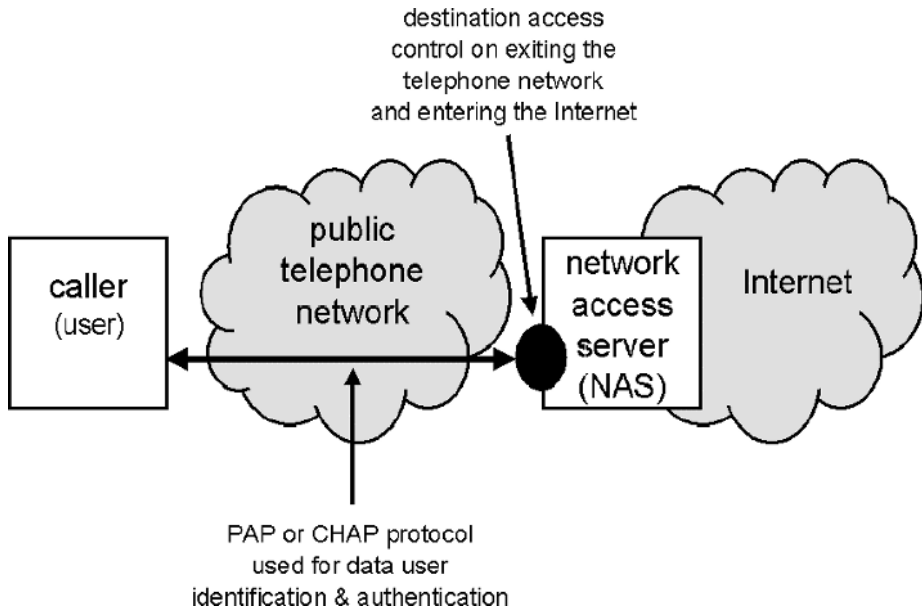 destination access
control on exiting the
telephone network
and entering the Internet
public
telephone
network
caller
(user)
network
access
server
(NAS)
Internet
PAP or CHAP protocol
used for data user
identification & authentication